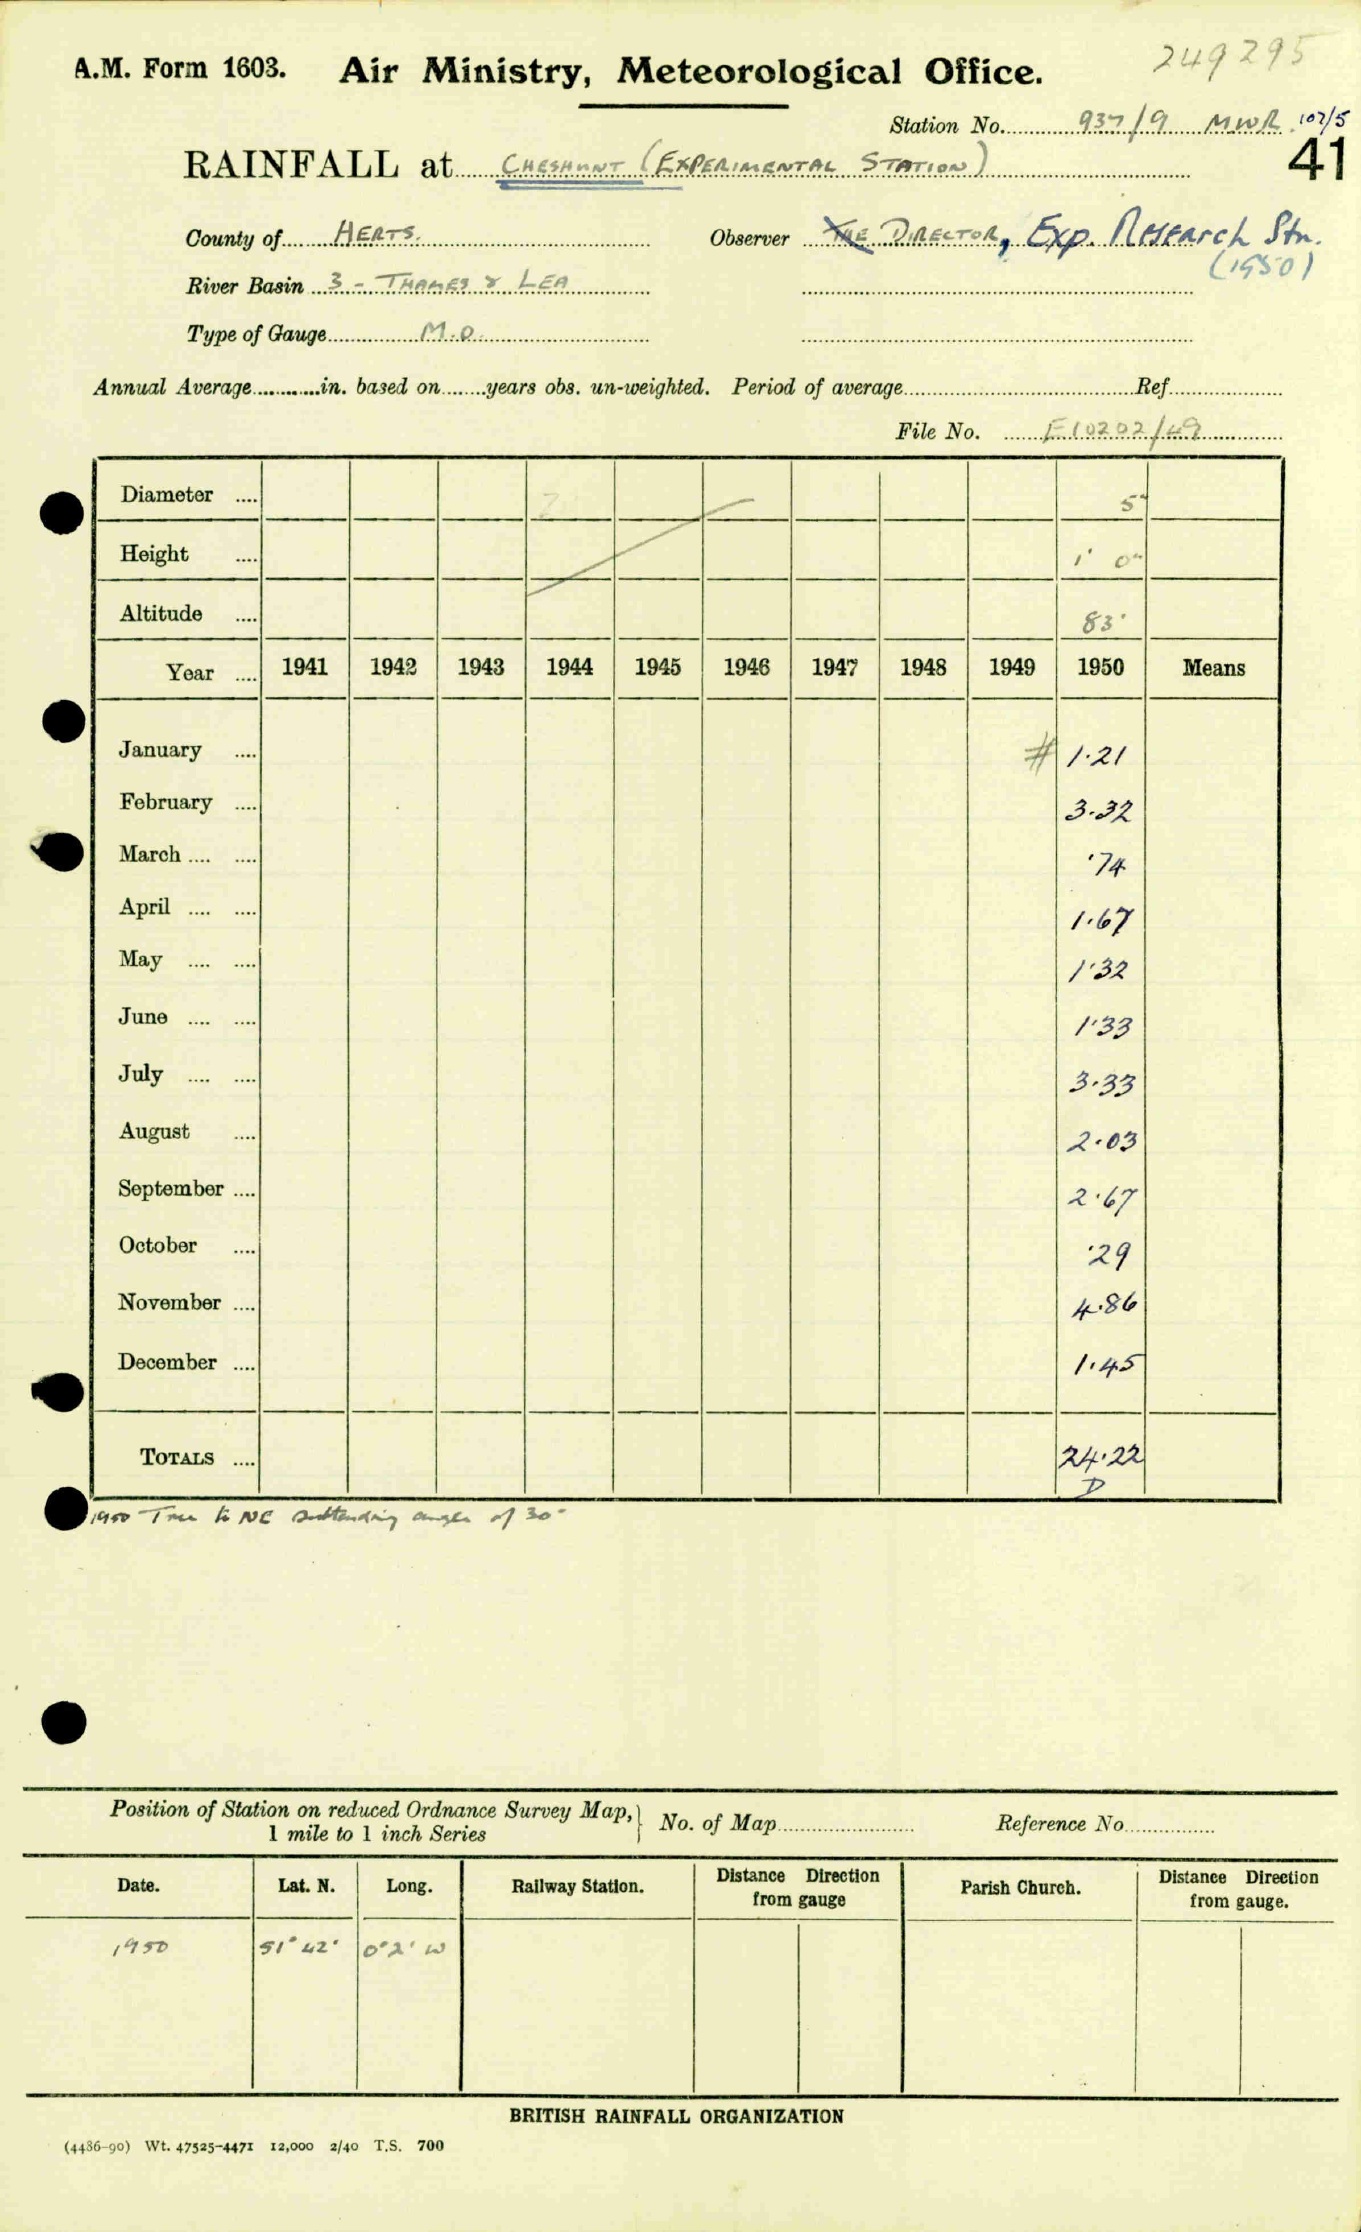 249295
A.M. Form 1603. Air Ministry, Meteorological Office.
Station No. 937/9 MWR 107/5
41
RAINFALL at CHESHUNT (EXPERIMENTAL STATION)
County of HERTS. Observer THE DIRECTOR, Exp. Research Stn.
(1950)
River Basin 3 - THAMES & LEA
Type of Gauge M.O.
Annual Average in. based on years obs. un-weighted. Period of average Ref.
File No. E10202/49
Diameter .... 5"
Height .... 1' 0"
Altitude .... 83'
Year .... 1941 1942 1943 1944 1945 1946 1947 1948 1949 1950 Means
January .... # 1·21
February .... 3·32
March .... .... ·74
April .... .... 1·67
May .... .... 1·32
June .... .... 1·33
July .... .... 3·33
August .... 2·03
September .... 2·67
October .... ·29
November .... 4·86
December .... 1·45
TOTALS .... 24·22
D
1950 Tree to NE subtending angle of 30°
Position of Station on reduced Ordnance Survey Map, } No. of Map Reference No.
1 mile to 1 inch Series
Date. Lat. N. Long. Railway Station. Distance Direction from gauge Parish Church. Distance Direction from gauge.
1950 51° 42' 0° 2' W
BRITISH RAINFALL ORGANIZATION
(4486-90) Wt. 47525-4471 12,000 2/40 T.S. 700